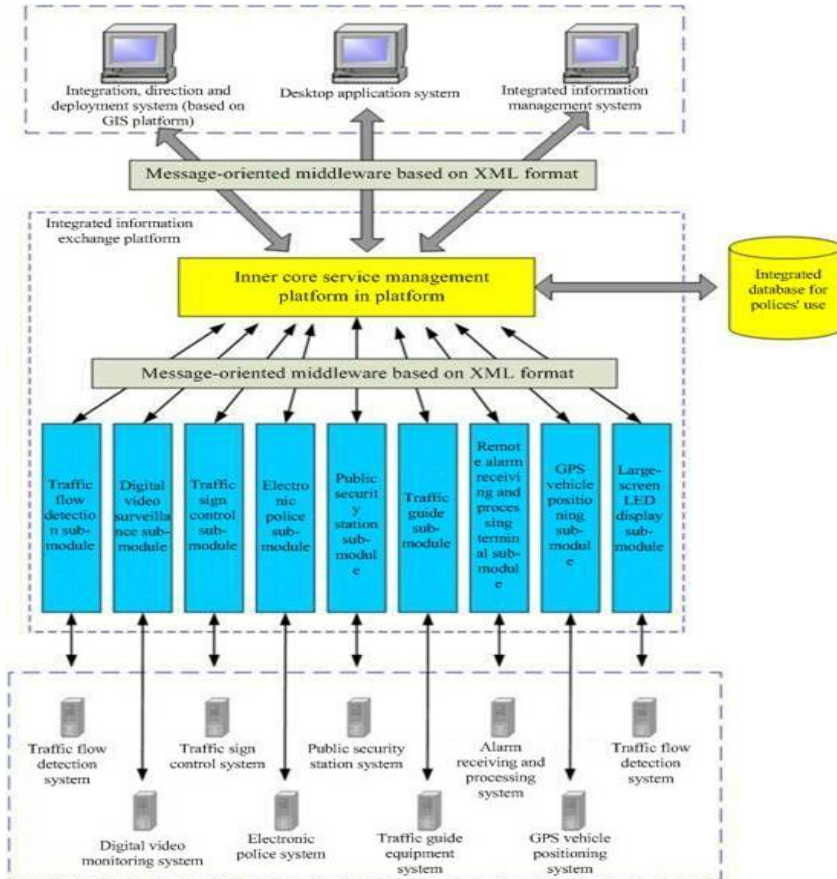 Integration, direction and
deployment system (based on
GIS platform)
Desktop application system
Integrated information
management system
Message-oriented middleware based on XML format
Integrated information
exchange platform
Inner core service management
platform in platform
Integrated
database for
polices' use
Message-oriented middleware based on XML format
Traffic
flow
detectio
n sub-
module
Digital
video
surveilla
nce sub-
module
Traffic
sign
control
sub-
module
Electro
nic
police
sub-
module
Public
securit
y
station
sub-
modul
e
Traffic
guide
sub-
module
Remot
e alarm
receivi
ng and
proces
sing
termin
al sub-
modul
e
GPS
vehicle
positio
ning
sub-
modul
e
Large-
screen
LED
display
sub-
module
Traffic flow
detection
system
Traffic sign
control system
Public security
station system
Alarm
receiving and
processing
system
Traffic flow
detection
system
Digital video
monitoring system
Electronic
police system
Traffic guide
equipment
system
GPS vehicle
positioning
system